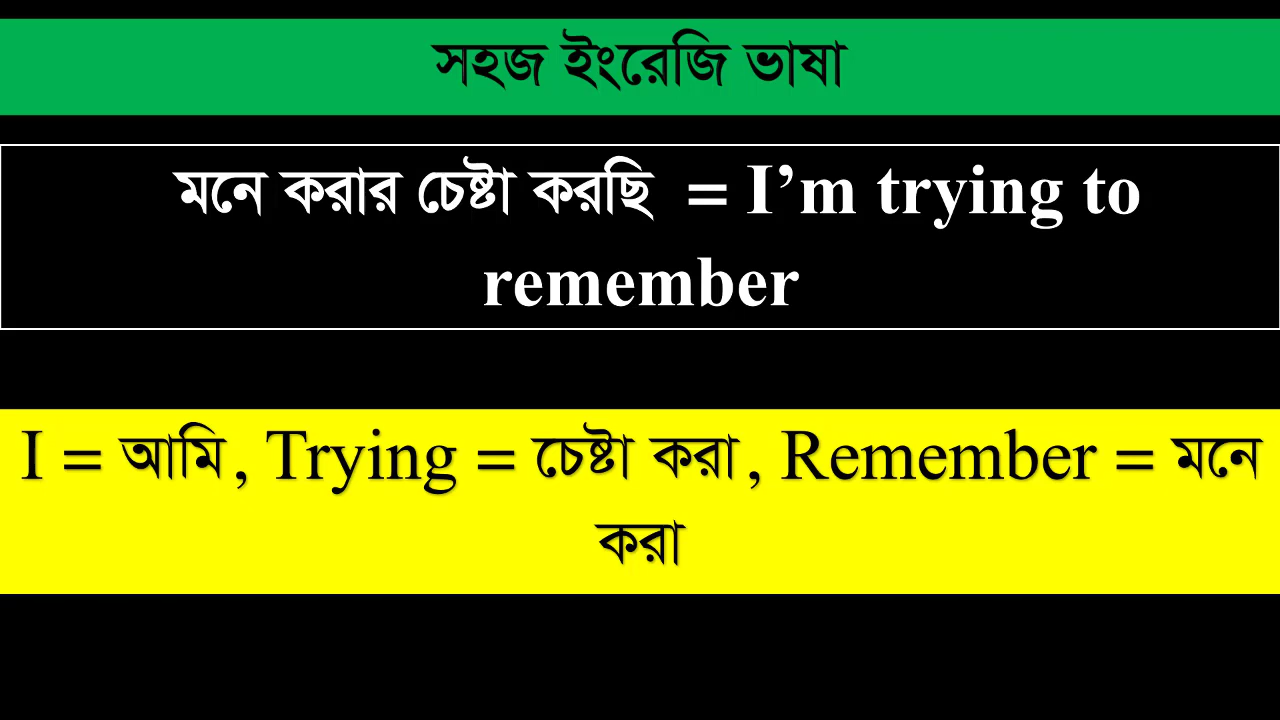 সহজ ইংরেজি ভাষা
মনে করার চেষ্টা করছি = I’m trying to
remember
I = আমি, Trying = চেষ্টা করা, Remember = মনে
করা